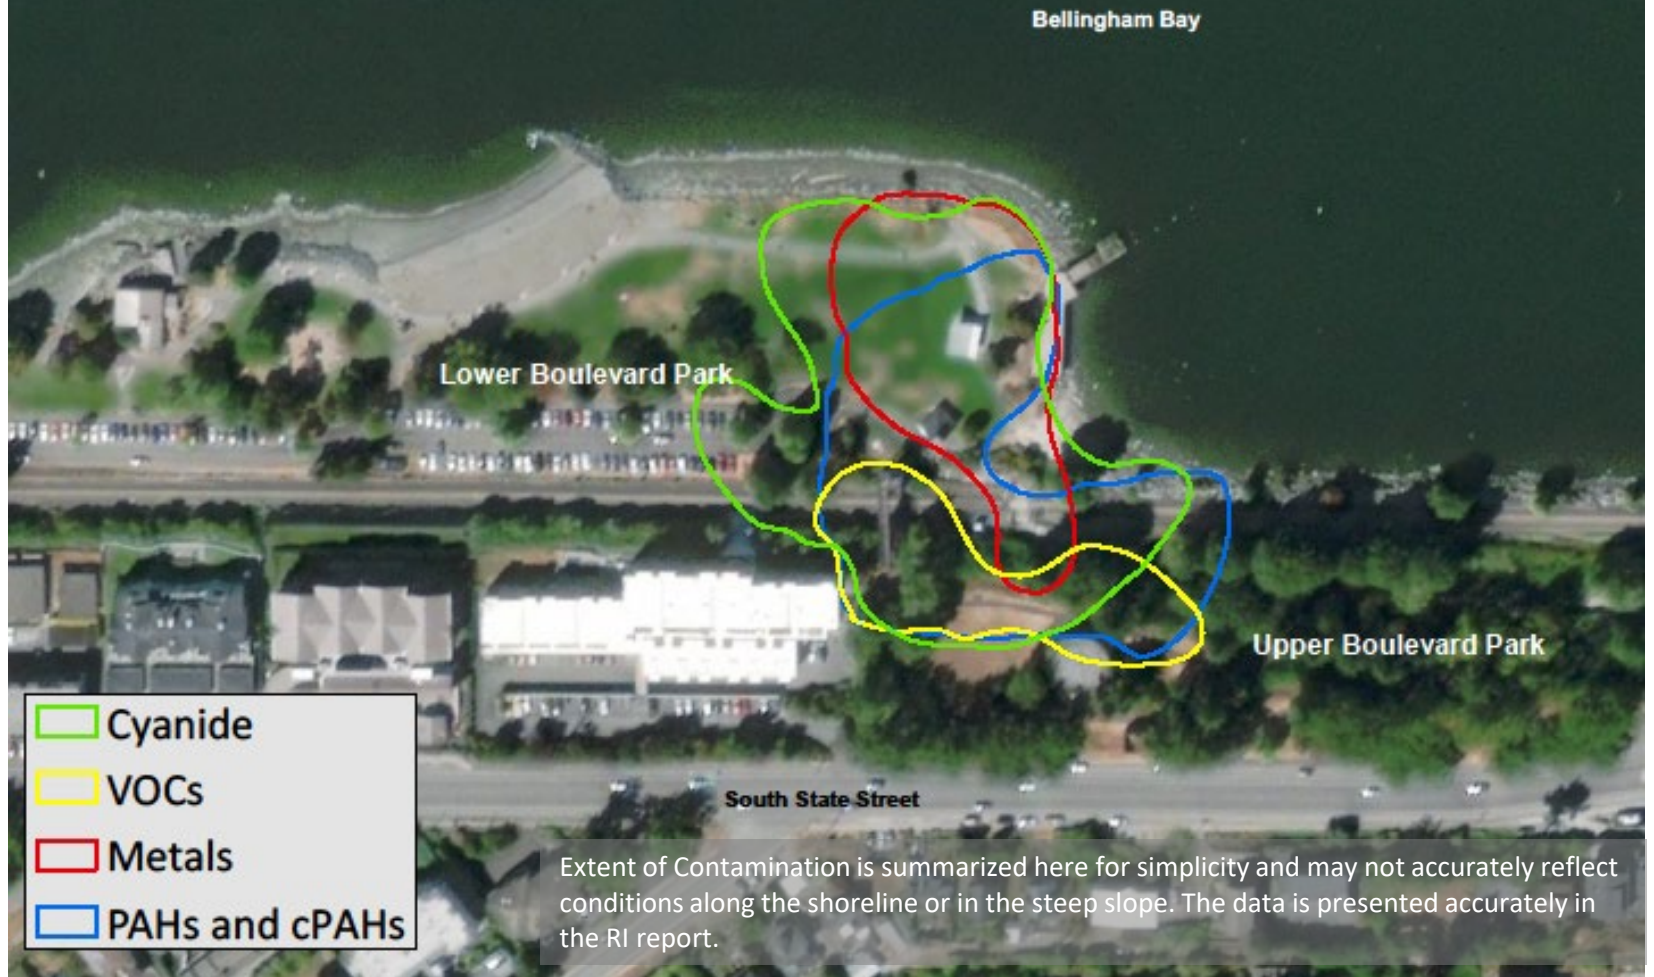 Bellingham Bay
Lower Boulevard Park
Upper Boulevard Park
South State Street
Cyanide
VOCs
Metals
PAHs and cPAHs
Extent of Contamination is summarized here for simplicity and may not accurately reflect
conditions along the shoreline or in the steep slope. The data is presented accurately in
the RI report.